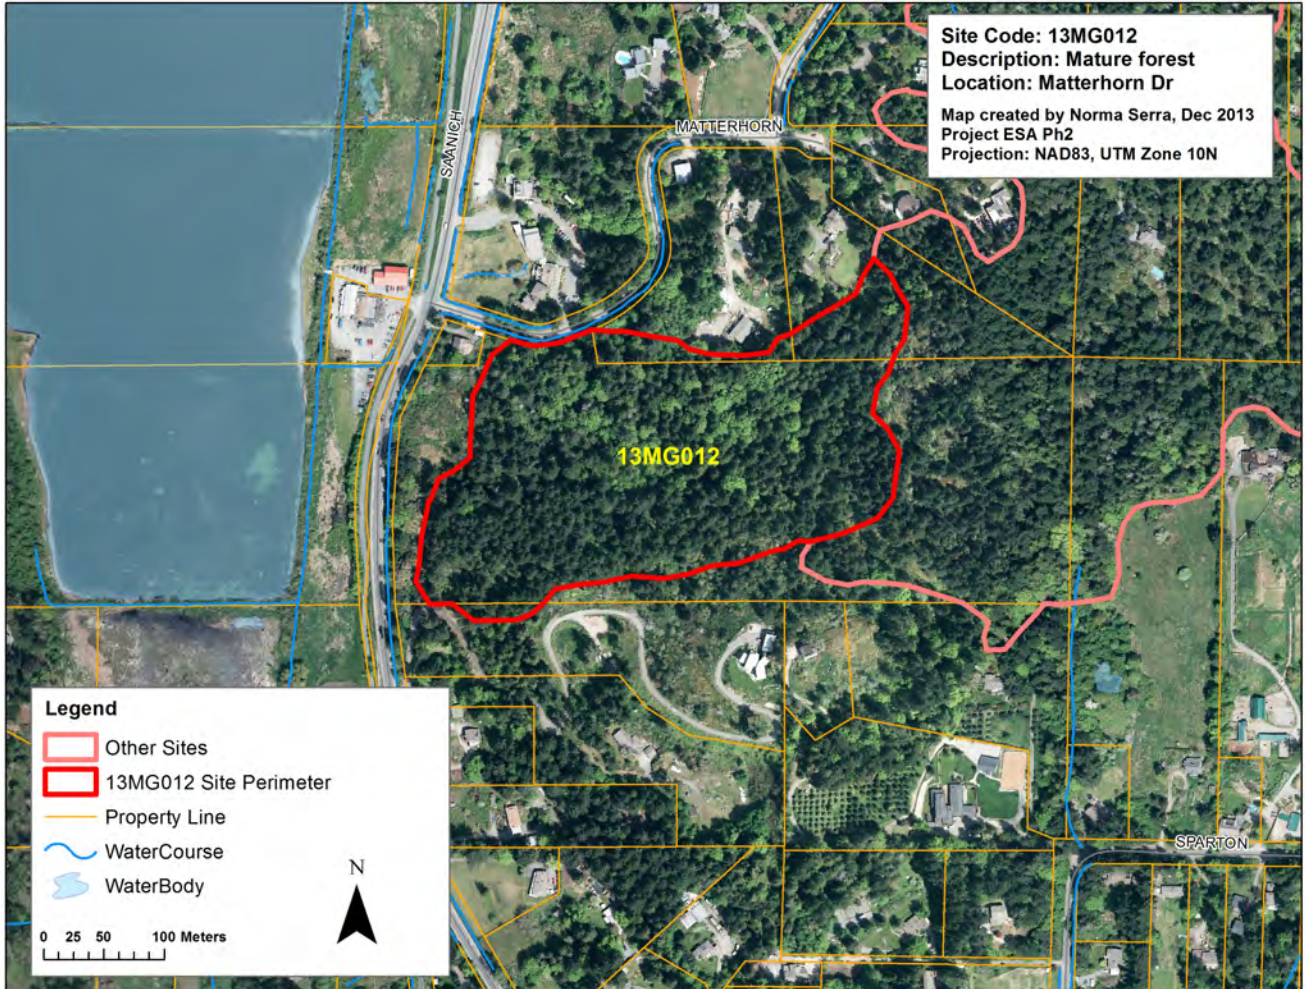 Site Code: 13MG012
Description: Mature forest
Location: Matterhorn Dr
Map created by Norma Serra, Dec 2013
Project ESA Ph2
Projection: NAD83, UTM Zone 10N
MATTERHORN
SAANICH
13MG012
SPARTON
Legend
Other Sites
13MG012 Site Perimeter
Property Line
WaterCourse
WaterBody
N
0 25 50 100 Meters